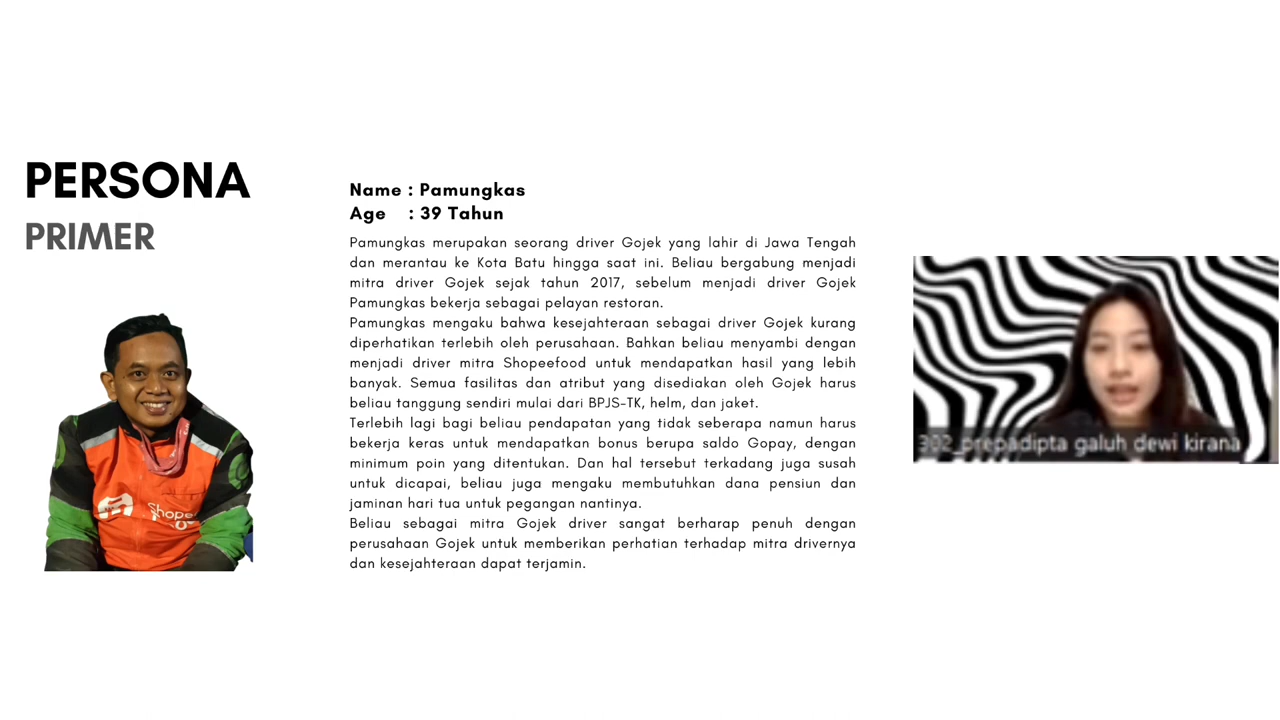 PERSONA
PRIMER
Name : Pamungkas
Age : 39 Tahun
Pamungkas merupakan seorang driver Gojek yang lahir di Jawa Tengah
dan merantau ke Kota Batu hingga saat ini. Beliau bergabung menjadi
mitra driver Gojek sejak tahun 2017, sebelum menjadi driver Gojek
Pamungkas bekerja sebagai pelayan restoran.
Pamungkas mengaku bahwa kesejahteraan sebagai driver Gojek kurang
diperhatikan terlebih oleh perusahaan. Bahkan beliau menyambi dengan
menjadi driver mitra Shopeefood untuk mendapatkan hasil yang lebih
banyak. Semua fasilitas dan atribut yang disediakan oleh Gojek harus
beliau tanggung sendiri mulai dari BPJS-TK, helm, dan jaket.
Terlebih lagi bagi beliau pendapatan yang tidak seberapa namun harus
bekerja keras untuk mendapatkan bonus berupa saldo Gopay, dengan
minimum poin yang ditentukan. Dan hal tersebut terkadang juga susah
untuk dicapai, beliau juga mengaku membutuhkan dana pensiun dan
jaminan hari tua untuk pegangan nantinya.
Beliau sebagai mitra Gojek driver sangat berharap penuh dengan
perusahaan Gojek untuk memberikan perhatian terhadap mitra drivernya
dan kesejahteraan dapat terjamin.
Shope
302_prepadipta galuh dewi kirana